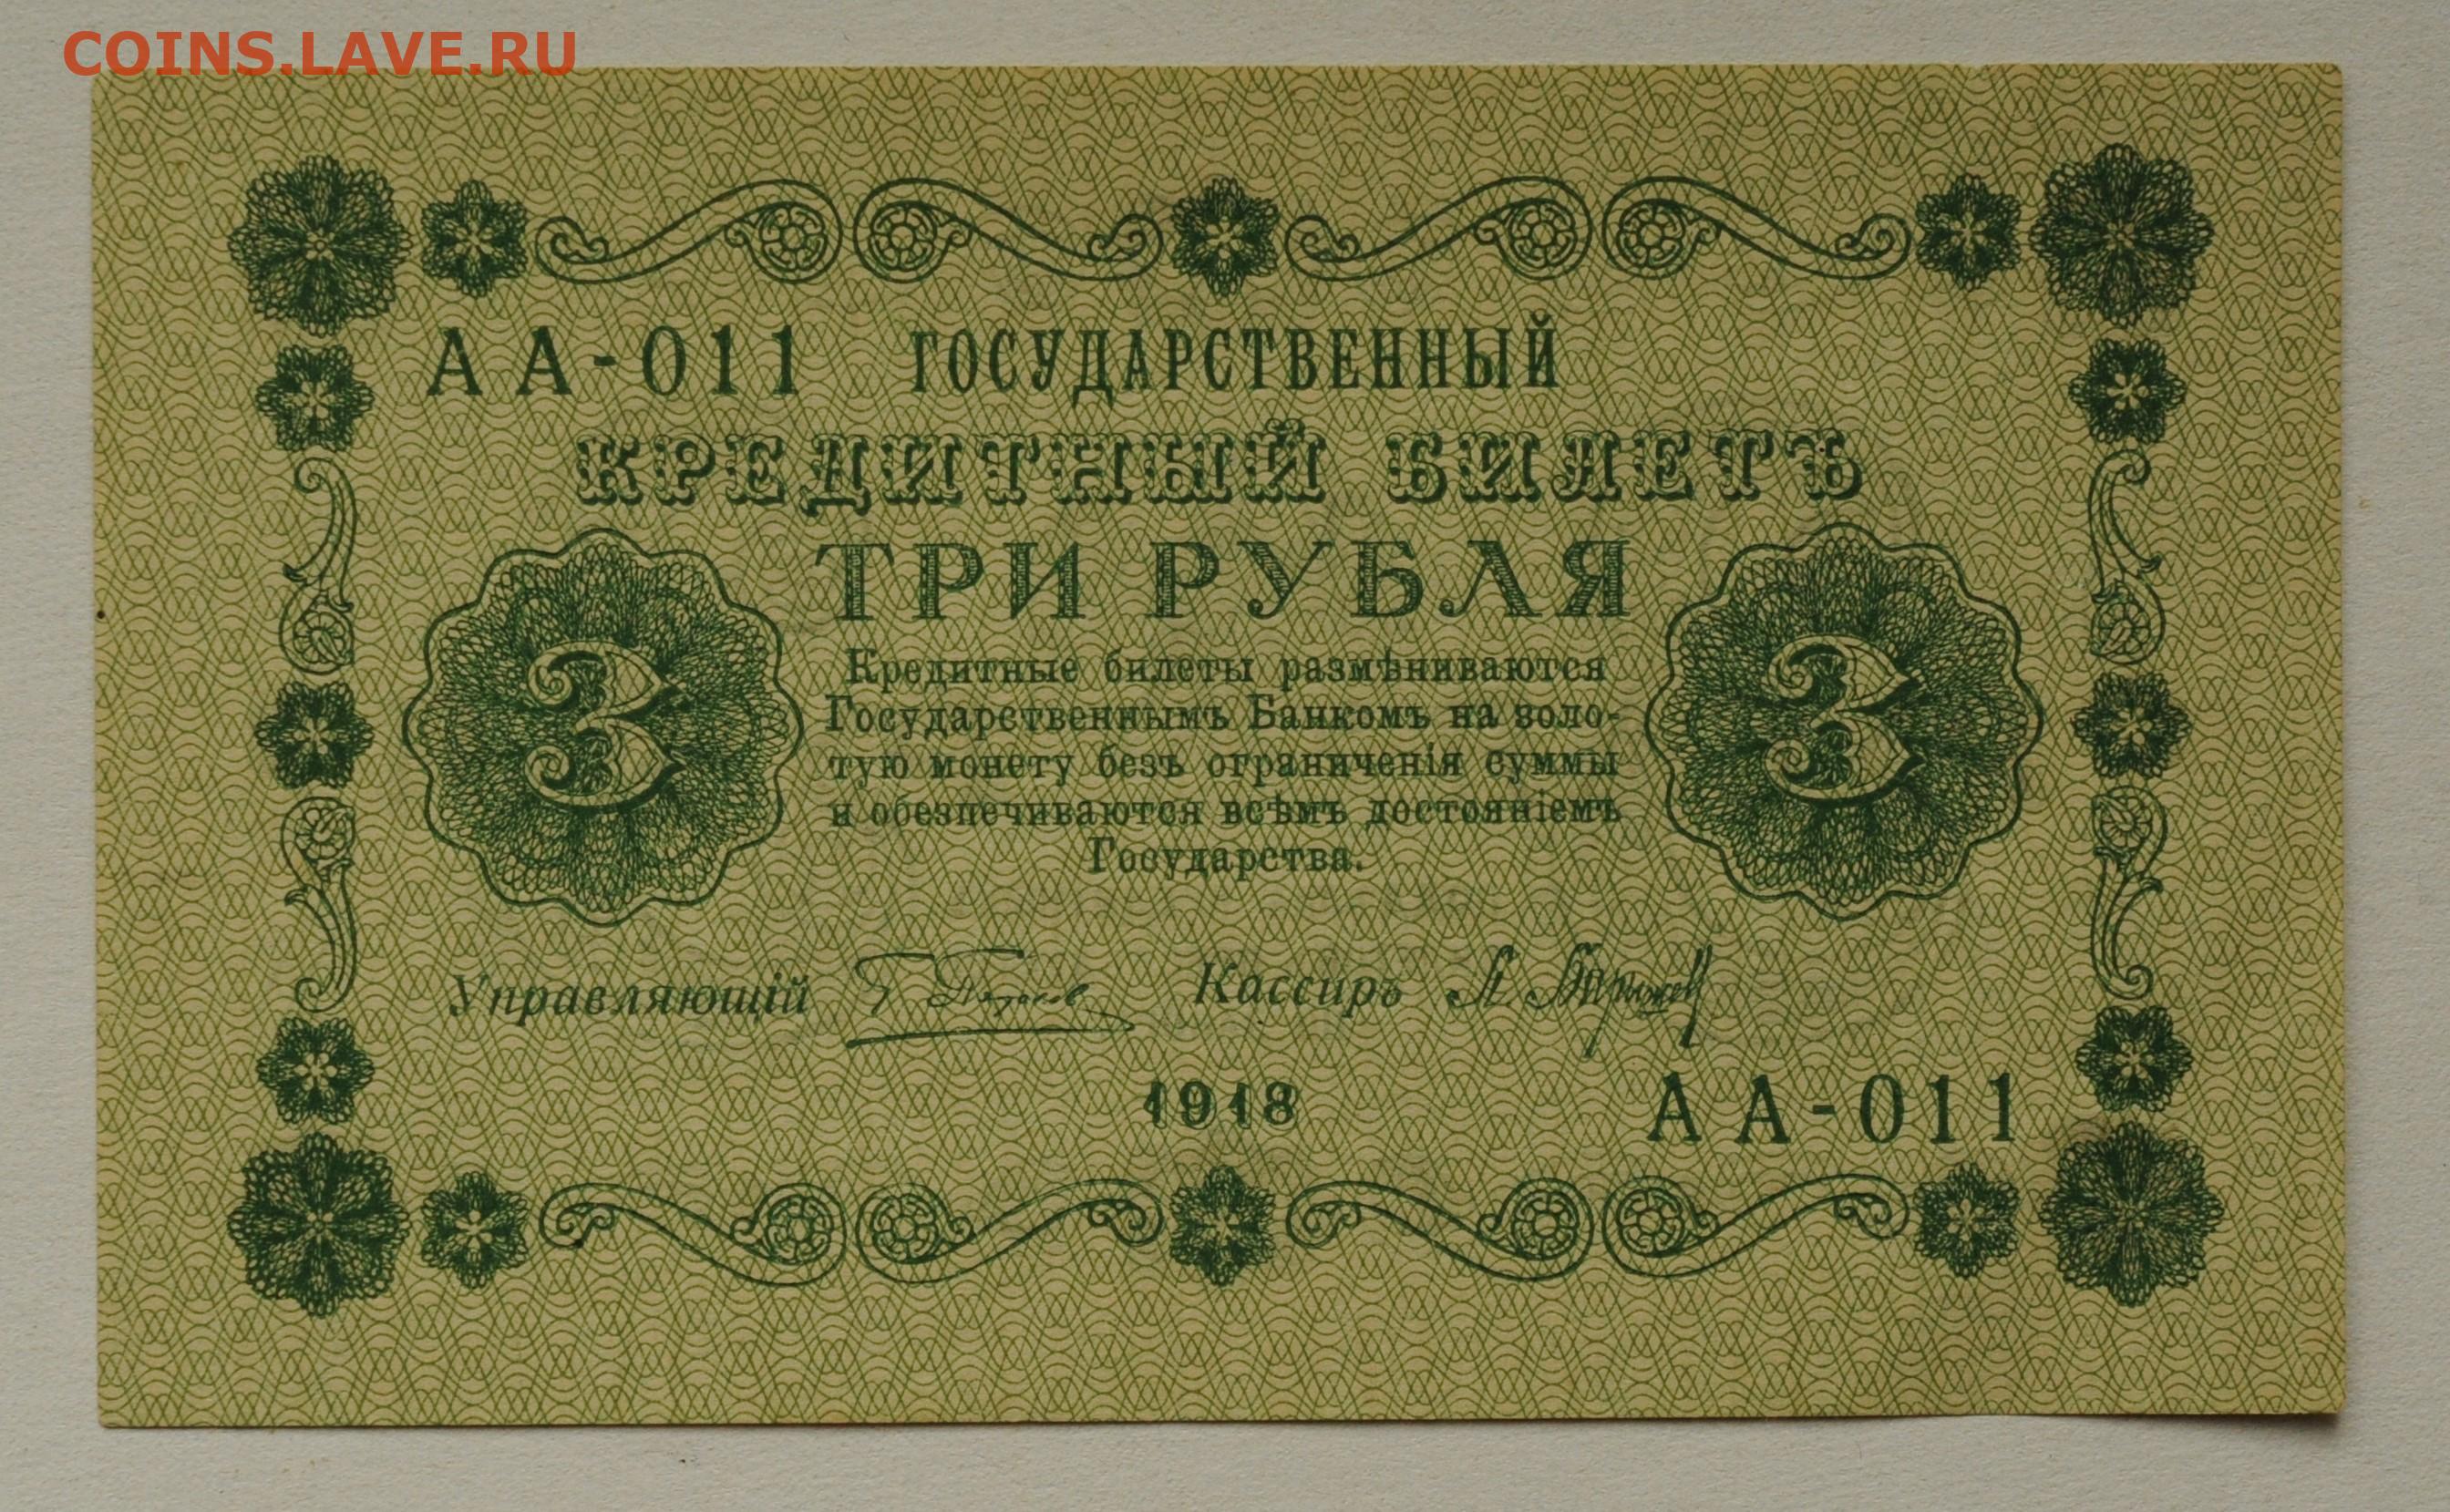 COINS.LAVE.RU
АА-011 ГОСУДАРСТВЕННЫЙ
КРЕДИТНЫЙ БИЛЕТЪ
ТРИ РУБЛЯ
3 3
Кредитные билеты размѣниваются
Государственнымъ Банкомъ на золо-
тую монету безъ ограниченія суммы
и обезпечиваются всѣмъ достояніемъ
Государства.
Управляющій Кассиръ
1918
АА-011